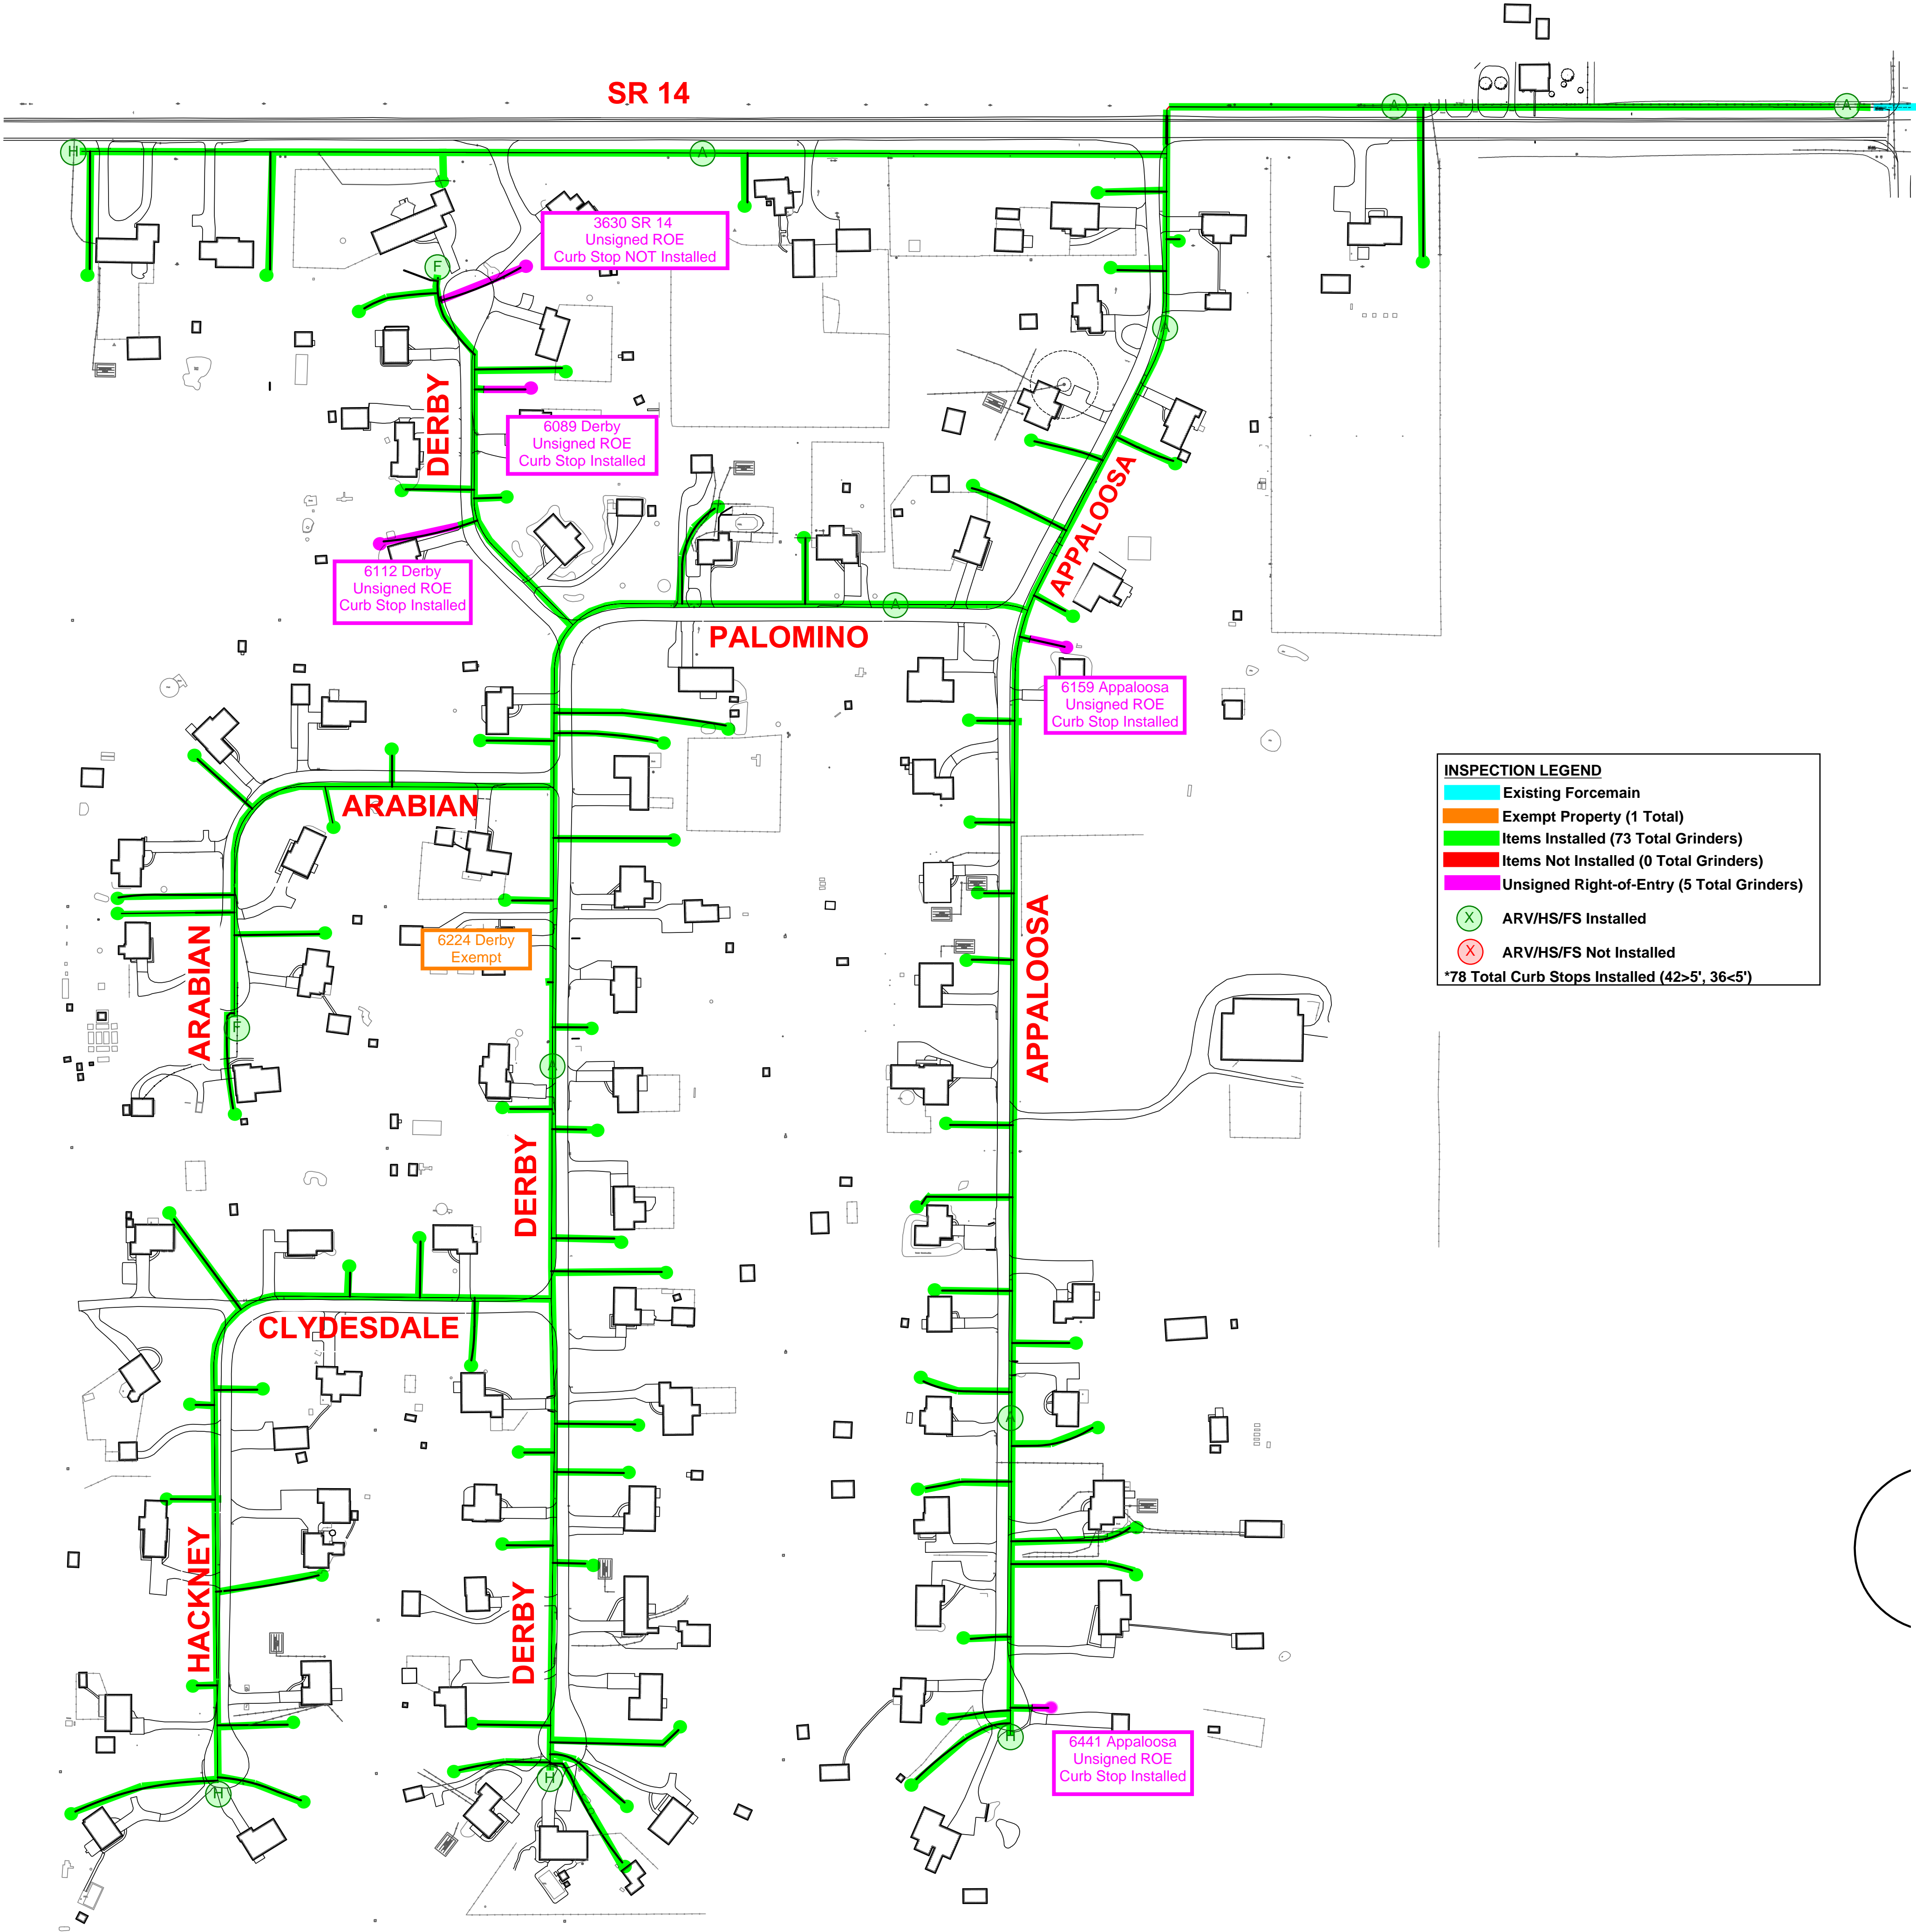 SR 14
A
A
H
A
3630 SR 14
Unsigned ROE
Curb Stop NOT Installed
F
A
DERBY
6089 Derby
Unsigned ROE
Curb Stop Installed
APPALOOSA
6112 Derby
Unsigned ROE
Curb Stop Installed
A
PALOMINO
6159 Appaloosa
Unsigned ROE
Curb Stop Installed
ARABIAN
INSPECTION LEGEND
Existing Forcemain
Exempt Property (1 Total)
Items Installed (73 Total Grinders)
Items Not Installed (0 Total Grinders)
Unsigned Right-of-Entry (5 Total Grinders)
X ARV/HS/FS Installed
X ARV/HS/FS Not Installed
*78 Total Curb Stops Installed (42>5', 36<5')
6224 Derby
Exempt
ARABIAN
APPALOOSA
F
A
DERBY
CLYDESDALE
A
HACKNEY
DERBY
H
6441 Appaloosa
Unsigned ROE
Curb Stop Installed
H
H